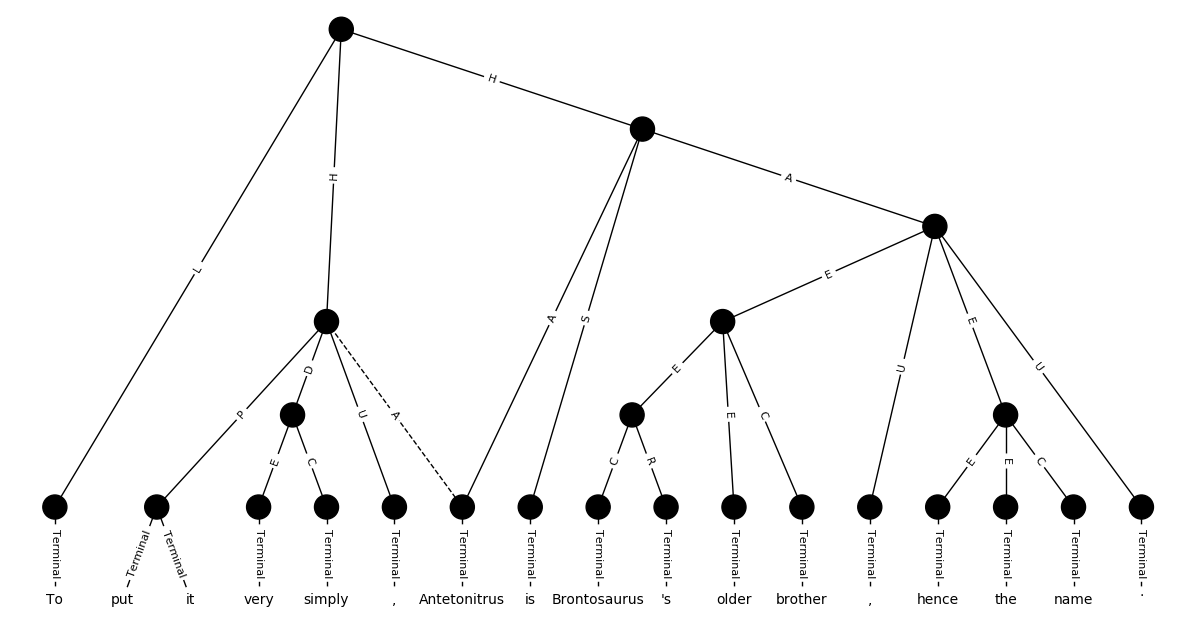 H
H
A
L
E
A
S
E
U
U
D
E
P
U
A
E
C
E
C
C
R
E
E
C
Terminal Terminal Terminal Terminal Terminal Terminal Terminal Terminal Terminal Terminal Terminal Terminal Terminal Terminal Terminal Terminal Terminal
To put it very simply , Antetonitrus is Brontosaurus 's older brother , hence the name .